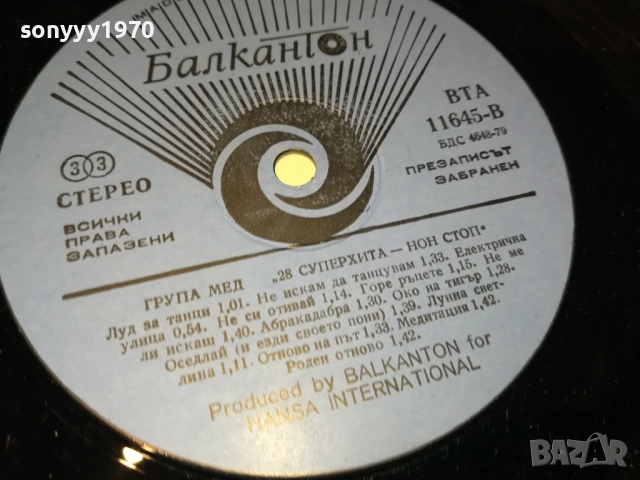 sonyyy1970
MAD
Балкантон
33
СТЕРЕО
ВСИЧКИ
ПРАВА
ЗАПАЗЕНИ
ВТА
11645-В
БДС 4648-79
ПРЕЗАПИСЪТ
ЗАБРАНЕН
ГРУПА МЕД „28 СУПЕРХИТА — НОН СТОП“
Луд за танци 1,01. Не искам да танцувам 1,33. Електрична
улица 0,54. Не си отивай 1,14. Горе ръцете 1,15. Не ме
ли искаш 1,40. Абракадабра 1,30. Око на тигър 1,28.
Оседлай (и езди своето пони) 1,39. Лунна свет-
лина 1,11. Отново на път 1,33. Медитация 1,42.
Роден отново 1,42.
Produced by BALKANTON for
HANSA INTERNATIONAL
BAZAR